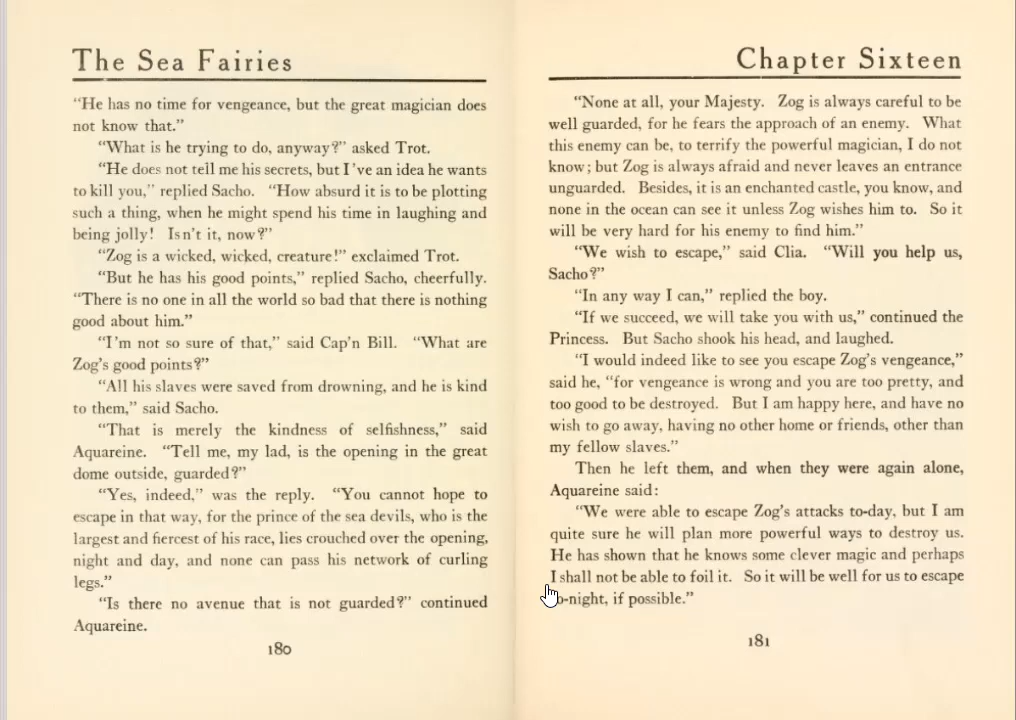 The Sea Fairies
"He has no time for vengeance, but the great magician does
not know that."
"What is he trying to do, anyway?" asked Trot.
"He does not tell me his secrets, but I've an idea he wants
to kill you," replied Sacho. "How absurd it is to be plotting
such a thing, when he might spend his time in laughing and
being jolly! Isn't it, now?"
"Zog is a wicked, wicked, creature!" exclaimed Trot.
"But he has his good points," replied Sacho, cheerfully.
"There is no one in all the world so bad that there is nothing
good about him."
"I'm not so sure of that," said Cap'n Bill. "What are
Zog's good points?"
"All his slaves were saved from drowning, and he is kind
to them," said Sacho.
"That is merely the kindness of selfishness," said
Aquareine. "Tell me, my lad, is the opening in the great
dome outside, guarded?"
"Yes, indeed," was the reply. "You cannot hope to
escape in that way, for the prince of the sea devils, who is the
largest and fiercest of his race, lies crouched over the opening,
night and day, and none can pass his network of curling
legs."
"Is there no avenue that is not guarded?" continued
Aquareine.
180
Chapter Sixteen
"None at all, your Majesty. Zog is always careful to be
well guarded, for he fears the approach of an enemy. What
this enemy can be, to terrify the powerful magician, I do not
know; but Zog is always afraid and never leaves an entrance
unguarded. Besides, it is an enchanted castle, you know, and
none in the ocean can see it unless Zog wishes him to. So it
will be very hard for his enemy to find him."
"We wish to escape," said Clia. "Will you help us,
Sacho?"
"In any way I can," replied the boy.
"If we succeed, we will take you with us," continued the
Princess. But Sacho shook his head, and laughed.
"I would indeed like to see you escape Zog's vengeance,"
said he, "for vengeance is wrong and you are too pretty, and
too good to be destroyed. But I am happy here, and have no
wish to go away, having no other home or friends, other than
my fellow slaves."
Then he left them, and when they were again alone,
Aquareine said:
"We were able to escape Zog's attacks to-day, but I am
quite sure he will plan more powerful ways to destroy us.
He has shown that he knows some clever magic and perhaps
I shall not be able to foil it. So it will be well for us to escape
to-night, if possible."
181